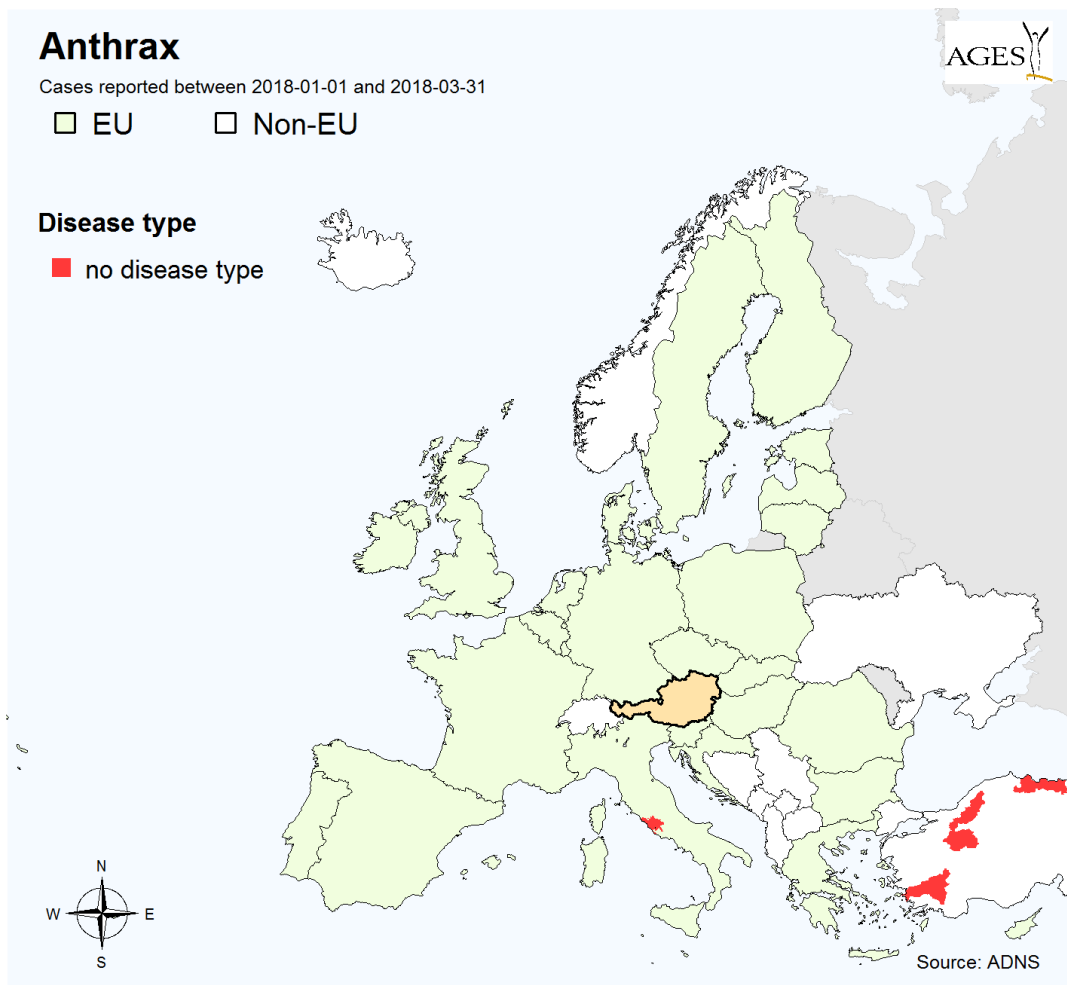 Anthrax
Cases reported between 2018-01-01 and 2018-03-31
EU Non-EU
AGES
Disease type
no disease type
N
W E
S
Source: ADNS